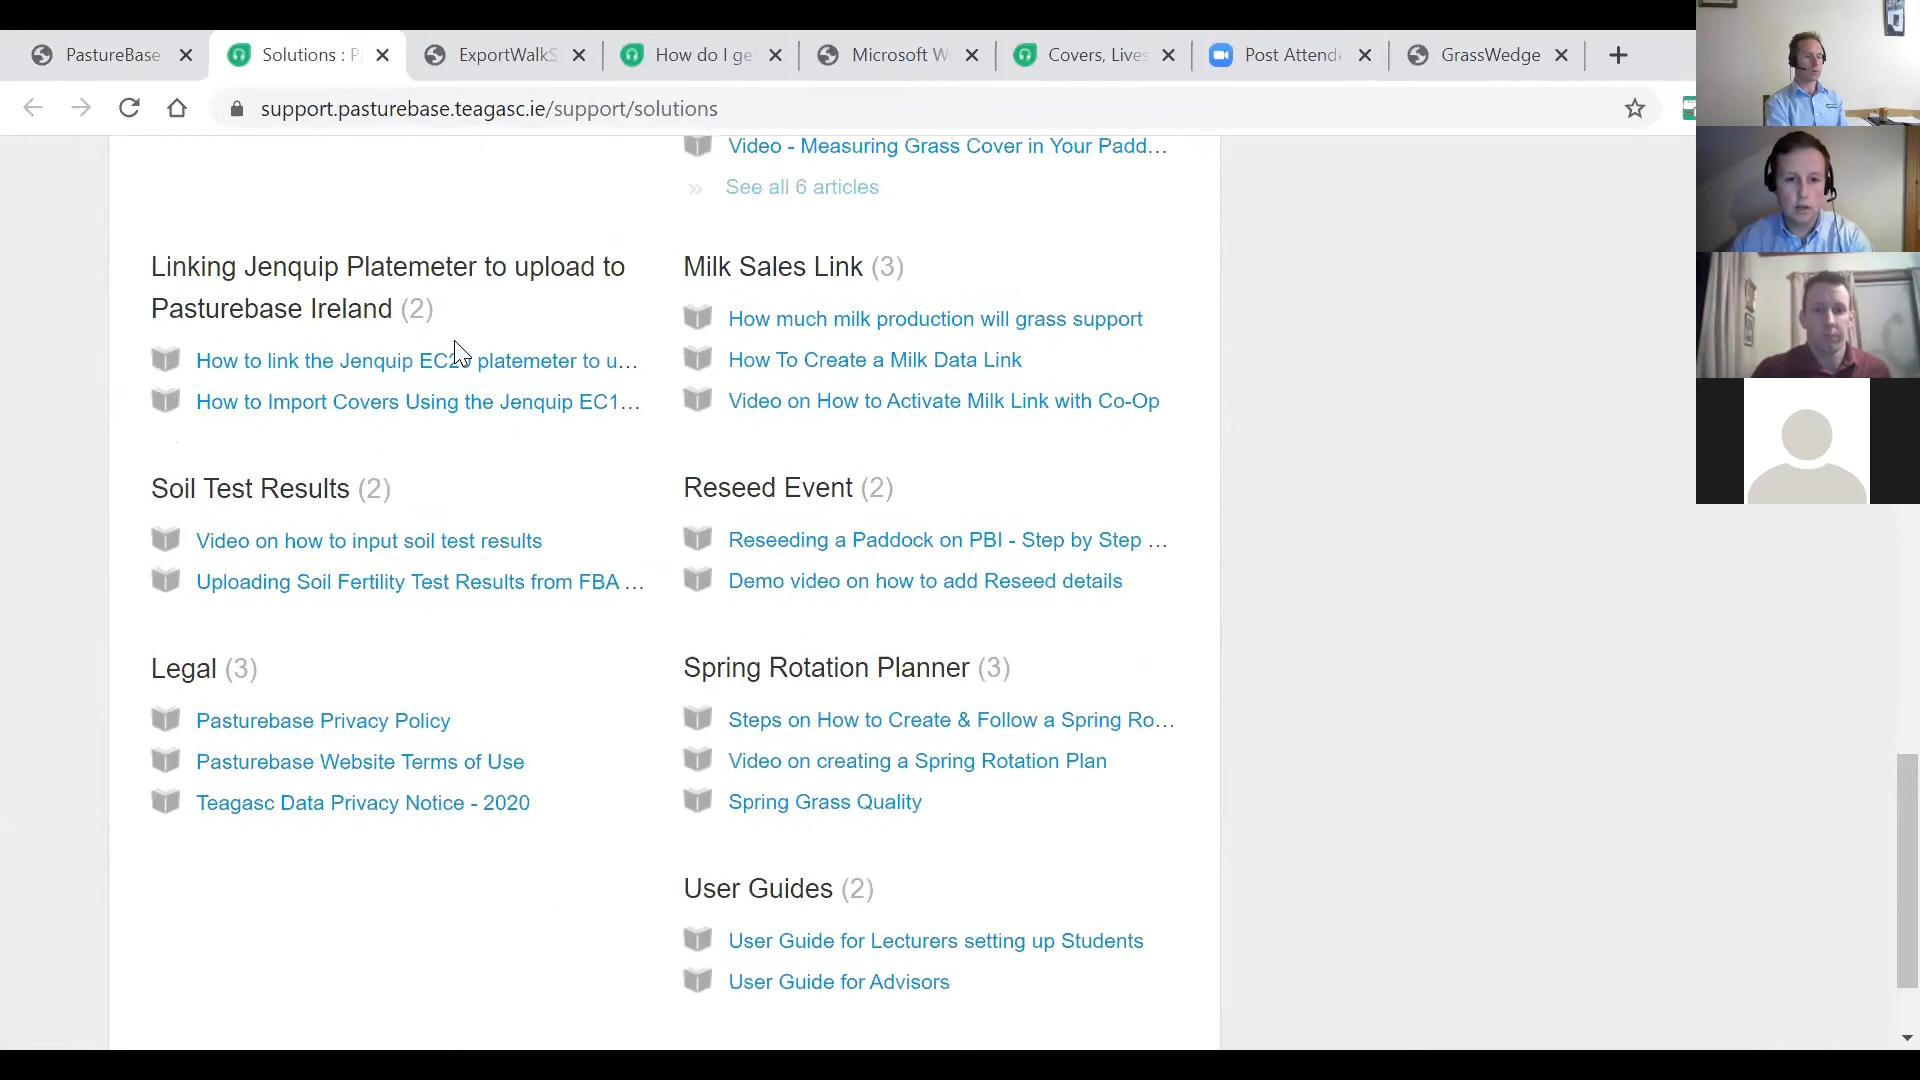 PastureBase
Solutions : P
ExportWalkS
How do I ge
Microsoft W
Covers, Lives
Post Attende
GrassWedge
support.pasturebase.teagasc.ie/support/solutions
Video - Measuring Grass Cover in Your Padd...
See all 6 articles
Linking Jenquip Platemeter to upload to
Pasturebase Ireland (2)
How to link the Jenquip EC20 platemeter to u...
How to Import Covers Using the Jenquip EC1...
Milk Sales Link (3)
How much milk production will grass support
How To Create a Milk Data Link
Video on How to Activate Milk Link with Co-Op
Soil Test Results (2)
Video on how to input soil test results
Uploading Soil Fertility Test Results from FBA ...
Reseed Event (2)
Reseeding a Paddock on PBI - Step by Step ...
Demo video on how to add Reseed details
Legal (3)
Pasturebase Privacy Policy
Pasturebase Website Terms of Use
Teagasc Data Privacy Notice - 2020
Spring Rotation Planner (3)
Steps on How to Create & Follow a Spring Ro...
Video on creating a Spring Rotation Plan
Spring Grass Quality
User Guides (2)
User Guide for Lecturers setting up Students
User Guide for Advisors